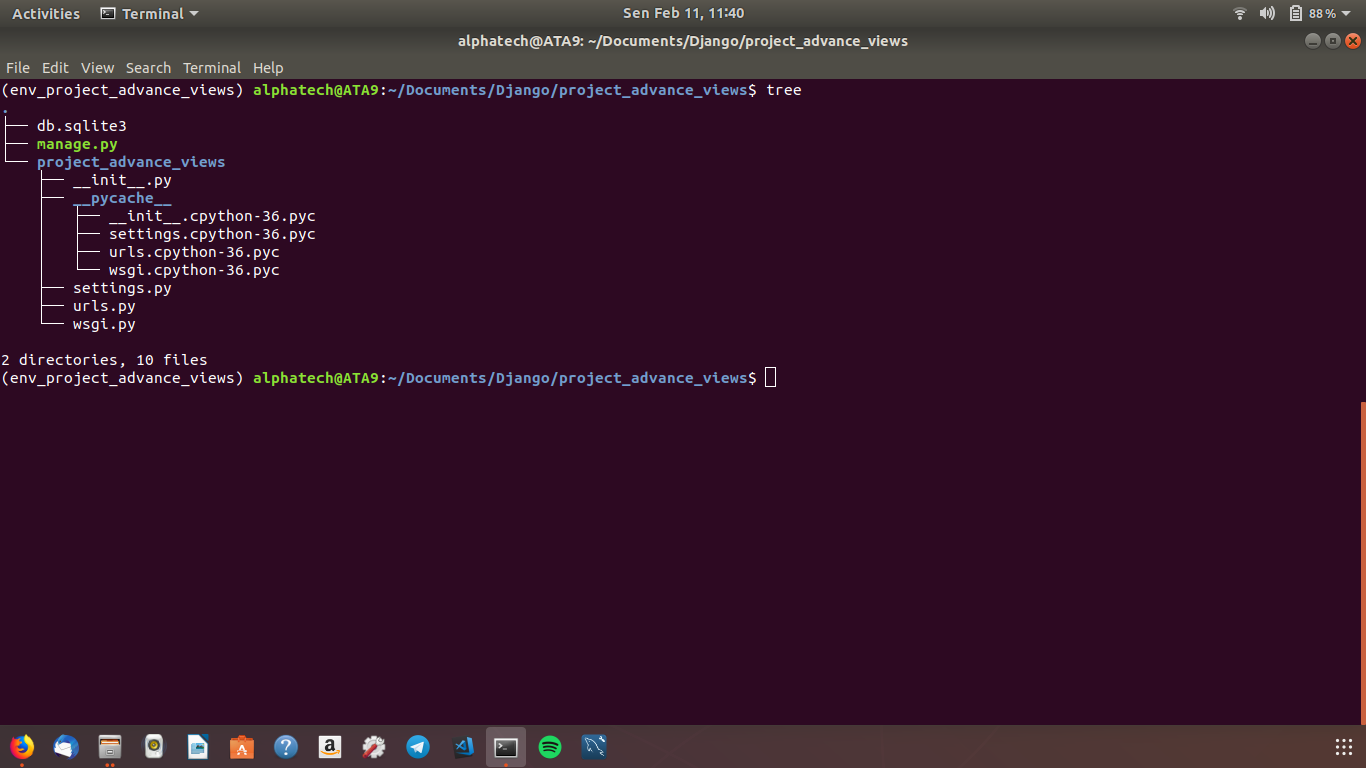 Activities Terminal Sen Feb 11, 11:40 88%
alphatech@ATA9: ~/Documents/Django/project_advance_views
File Edit View Search Terminal Help
(env_project_advance_views) alphatech@ATA9:~/Documents/Django/project_advance_views$ tree
.
├── db.sqlite3
├── manage.py
└── project_advance_views
    ├── __init__.py
    ├── __pycache__
    │   ├── __init__.cpython-36.pyc
    │   ├── settings.cpython-36.pyc
    │   ├── urls.cpython-36.pyc
    │   └── wsgi.cpython-36.pyc
    ├── settings.py
    ├── urls.py
    └── wsgi.py

2 directories, 10 files
(env_project_advance_views) alphatech@ATA9:~/Documents/Django/project_advance_views$